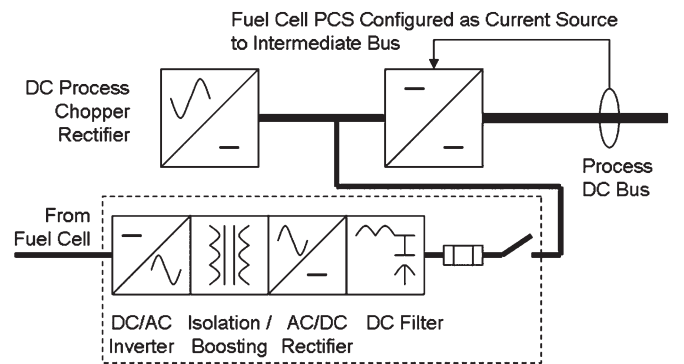 Fuel Cell PCS Configured as Current Source
to Intermediate Bus
DC Process
Chopper
Rectifier
Process
DC Bus
From
Fuel Cell
DC/AC
Inverter
Isolation /
Boosting
AC/DC
Rectifier
DC Filter